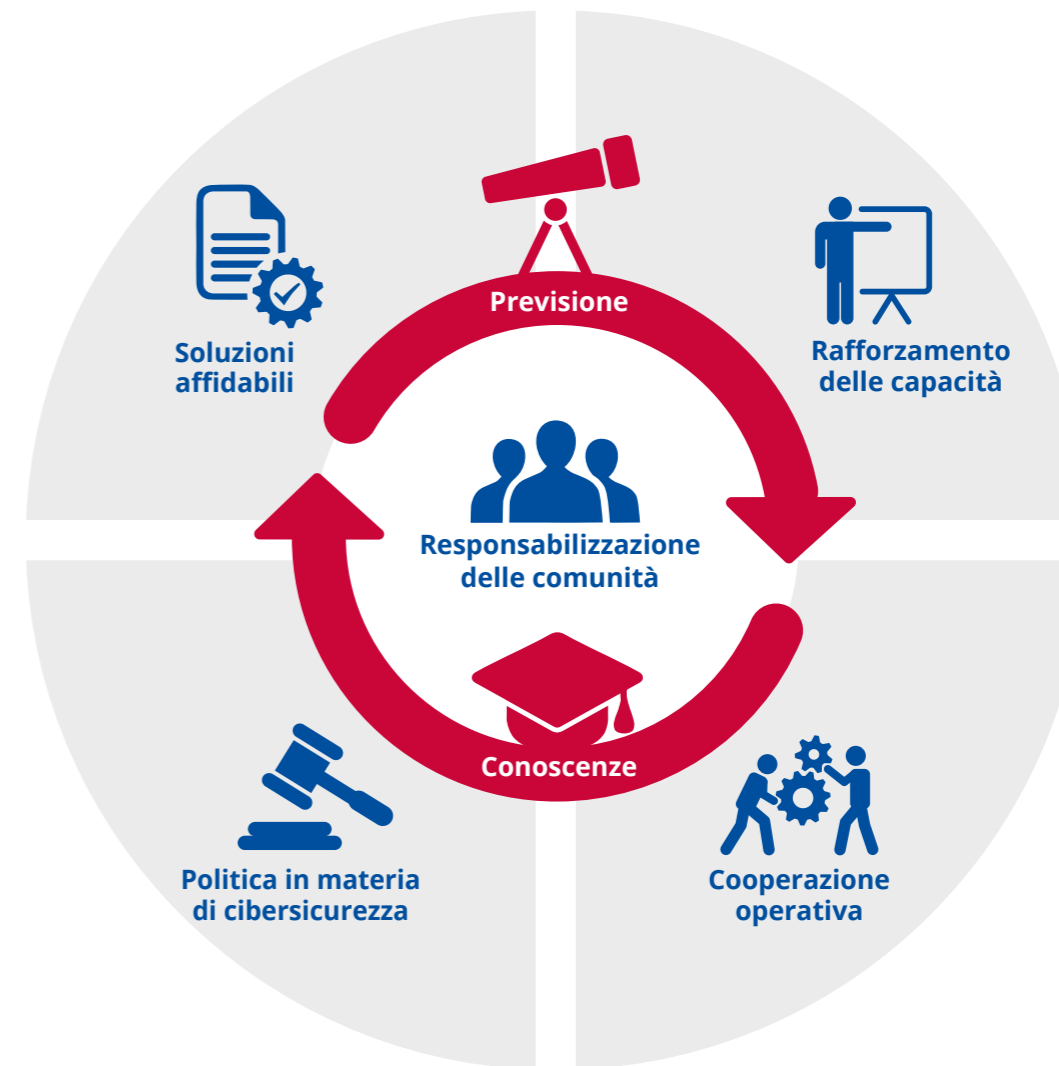 Previsione
Soluzioni
affidabili
Rafforzamento
delle capacità
Responsabilizzazione
delle comunità
Conoscenze
Politica in materia
di cibersicurezza
Cooperazione
operativa